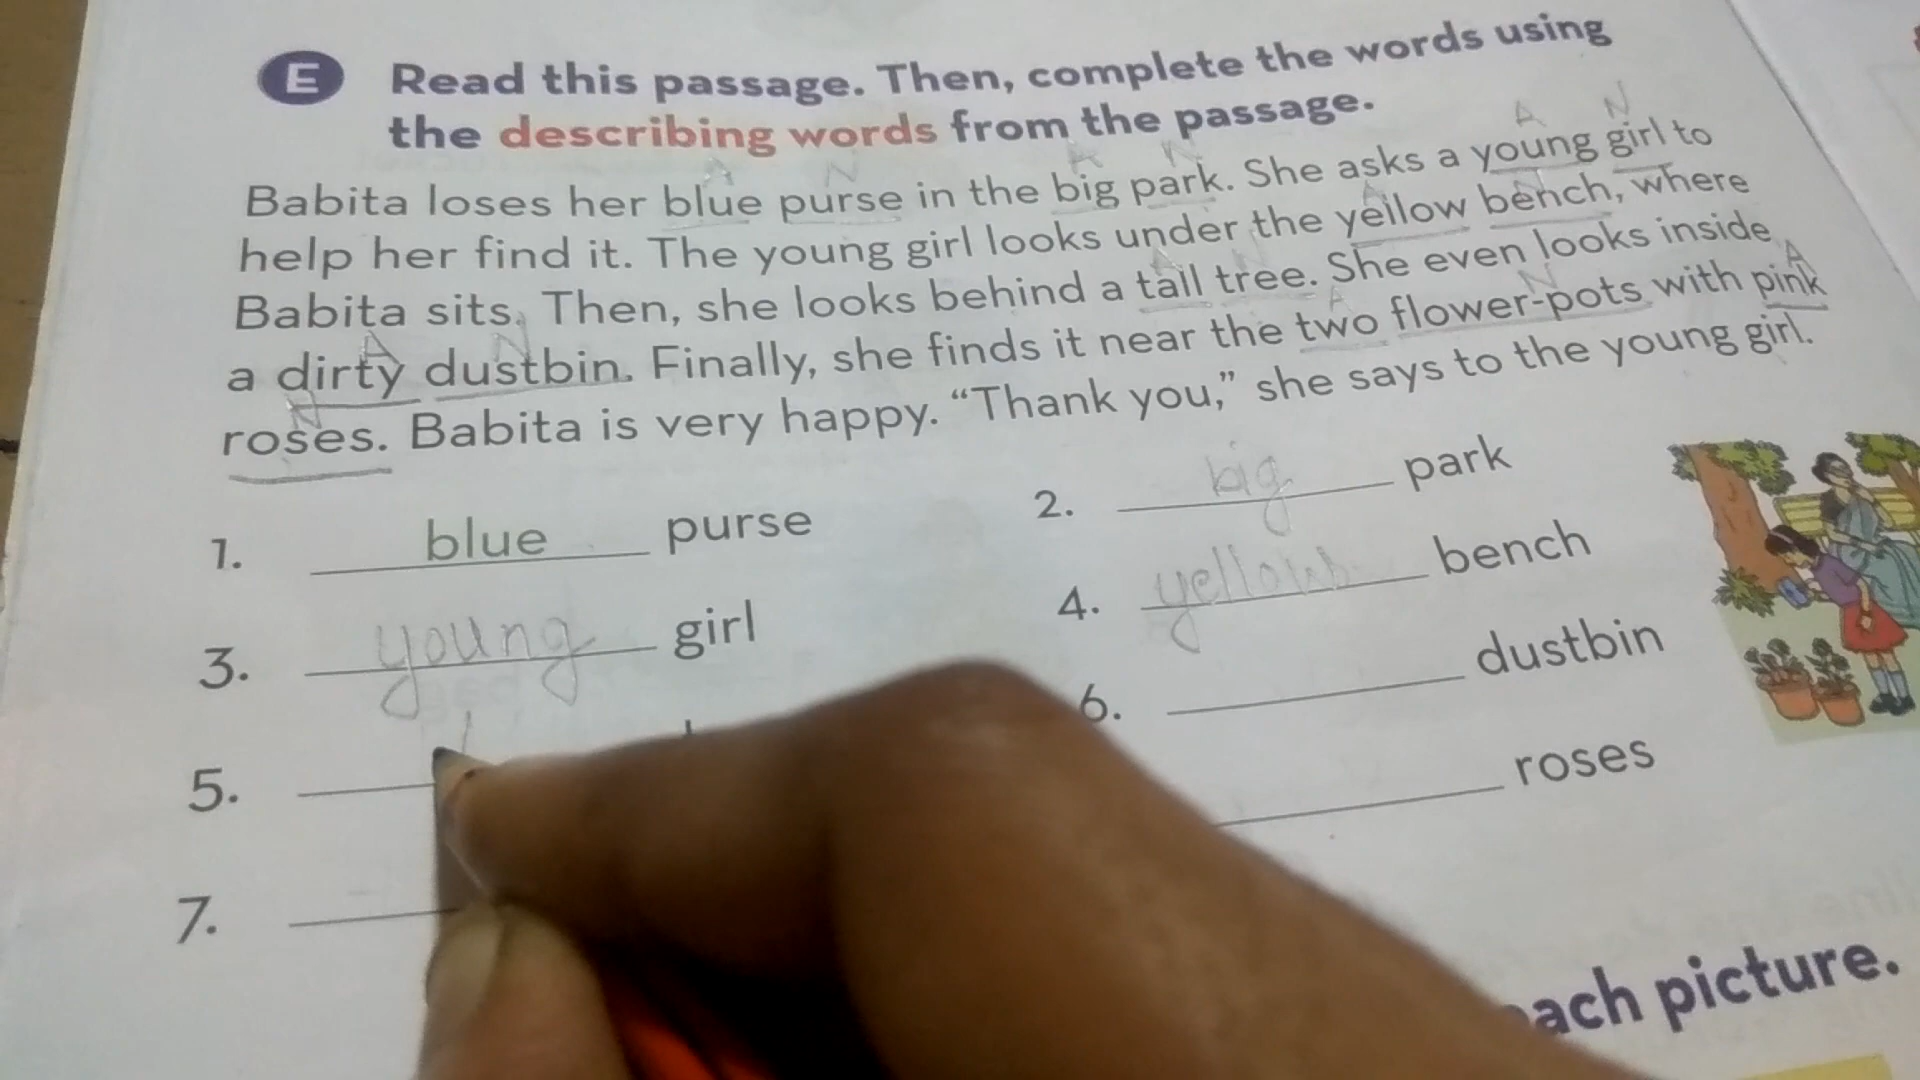 E Read this passage. Then, complete the words using
the describing words from the passage.
A N A N A N
Babita loses her blue purse in the big park. She asks a young girl to
help her find it. The young girl looks under the yellow bench, where
Babita sits. Then, she looks behind a tall tree. She even looks inside
a dirty dustbin. Finally, she finds it near the two flower-pots with pink
roses. Babita is very happy. “Thank you,” she says to the young girl.
1. blue purse 2. big park
3. young girl 4. yellow bench
5. 6. dustbin
7. roses
ach picture.